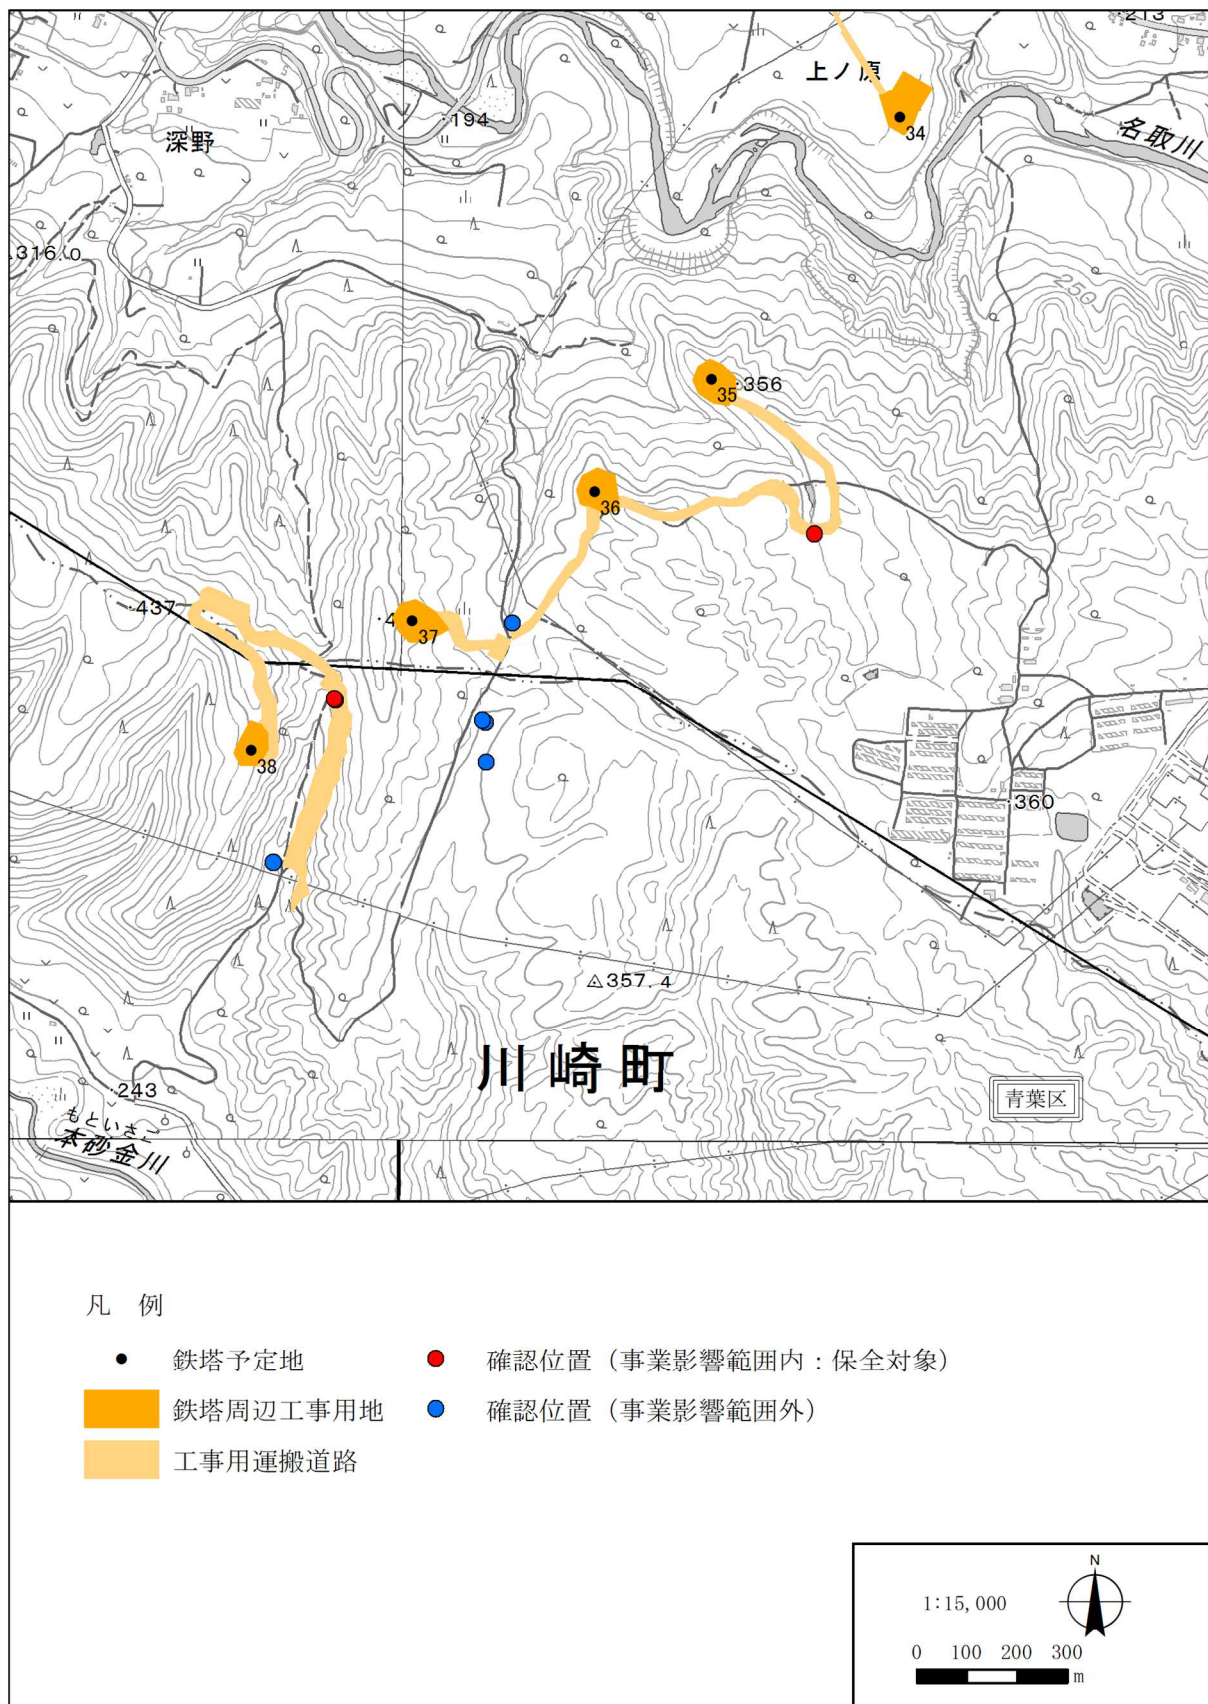 ・213
上ノ原
34
名取川
・194
深野
316.0
250
・356
35
36
・437
・4
37
38
・360
△357.4
川崎町
青葉区
・243
もといさご
本砂金川
凡　例
鉄塔予定地
確認位置（事業影響範囲内：保全対象）
鉄塔周辺工事用地
確認位置（事業影響範囲外）
工事用運搬道路
N
1:15,000
0 100 200 300
m